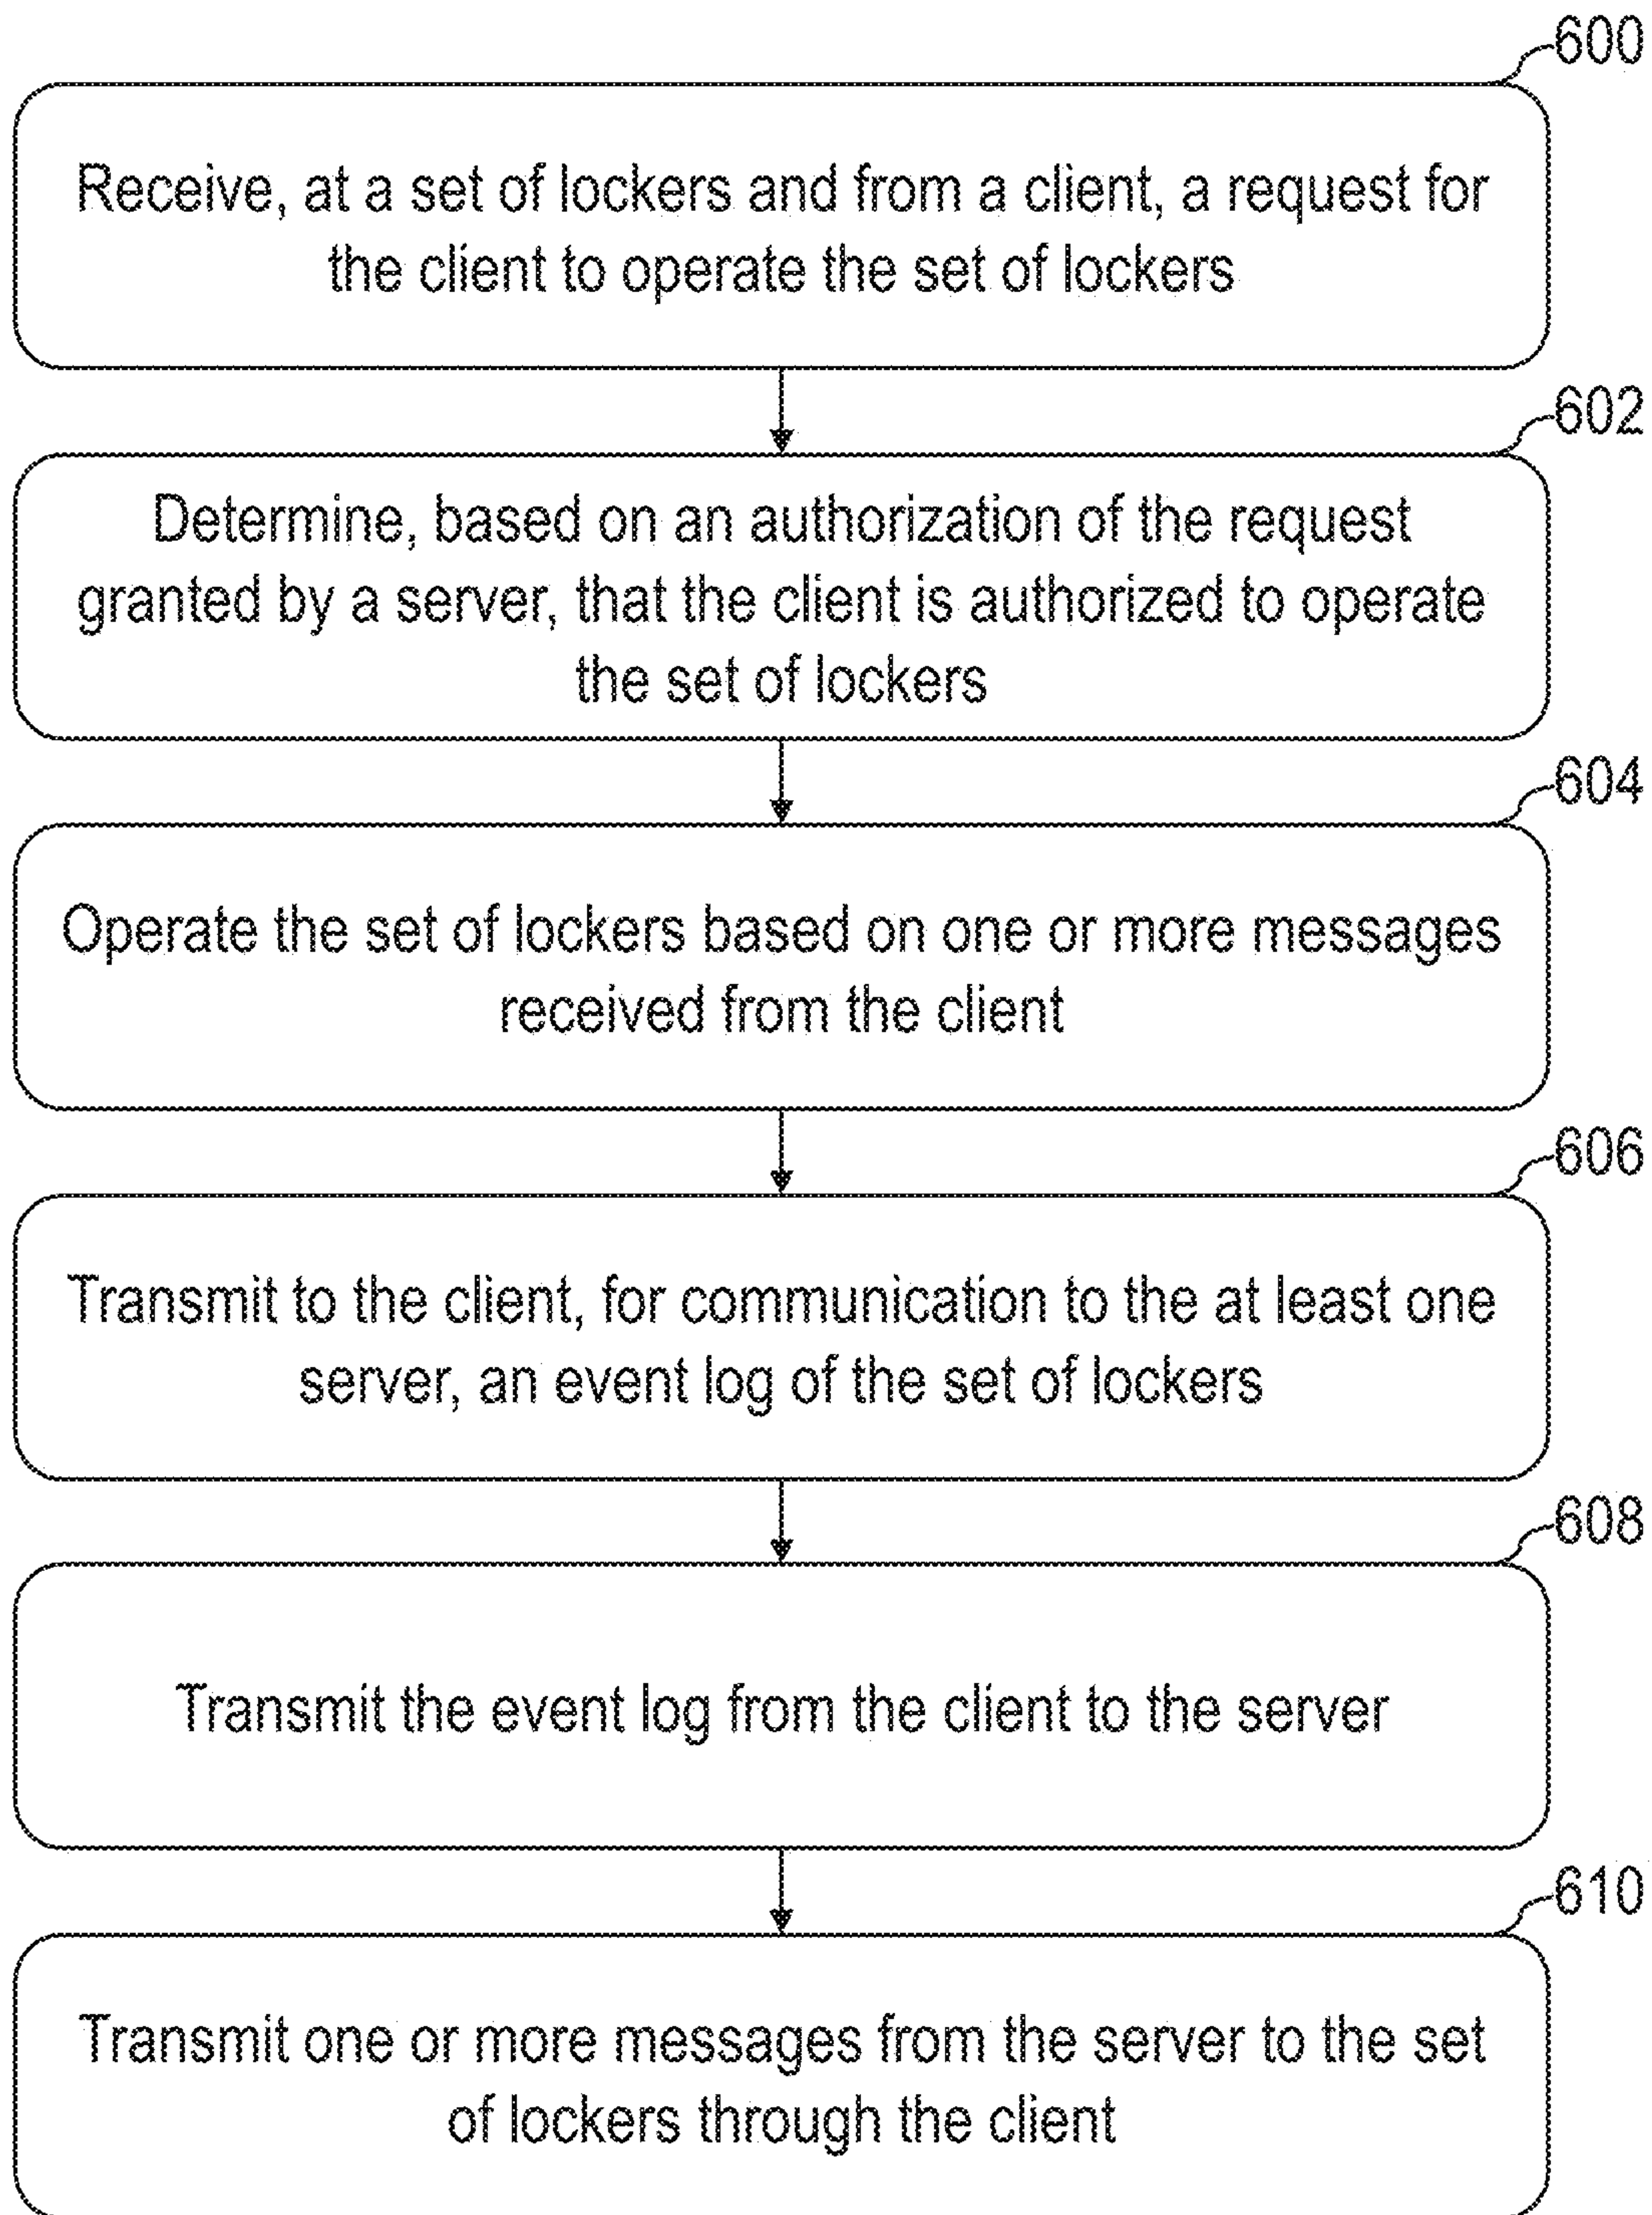 600
Receive, at a set of lockers and from a client, a request for
the client to operate the set of lockers
602
Determine, based on an authorization of the request
granted by a server, that the client is authorized to operate
the set of lockers
604
Operate the set of lockers based on one or more messages
received from the client
606
Transmit to the client, for communication to the at least one
server, an event log of the set of lockers
608
Transmit the event log from the client to the server
610
Transmit one or more messages from the server to the set
of lockers through the client